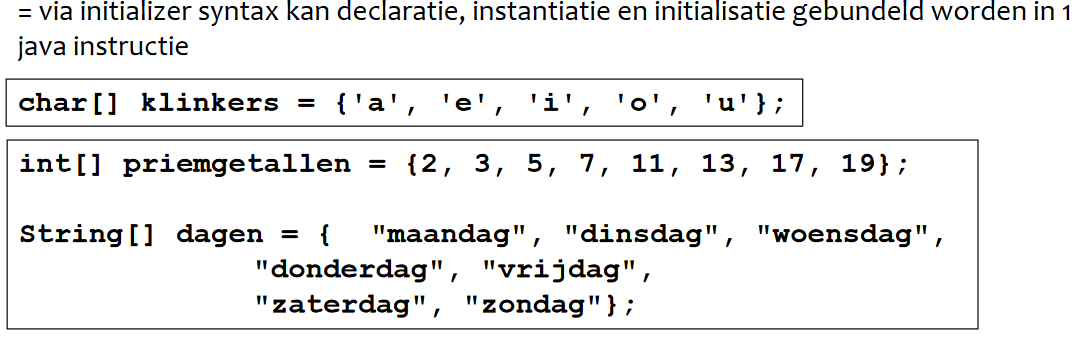 = via initializer syntax kan declaratie, instantiatie en initialisatie gebundeld worden in 1
java instructie
char[] klinkers = {'a', 'e', 'i', 'o', 'u'};
int[] priemgetallen = {2, 3, 5, 7, 11, 13, 17, 19};
String[] dagen = { "maandag", "dinsdag", "woensdag",
"donderdag", "vrijdag",
"zaterdag", "zondag"};